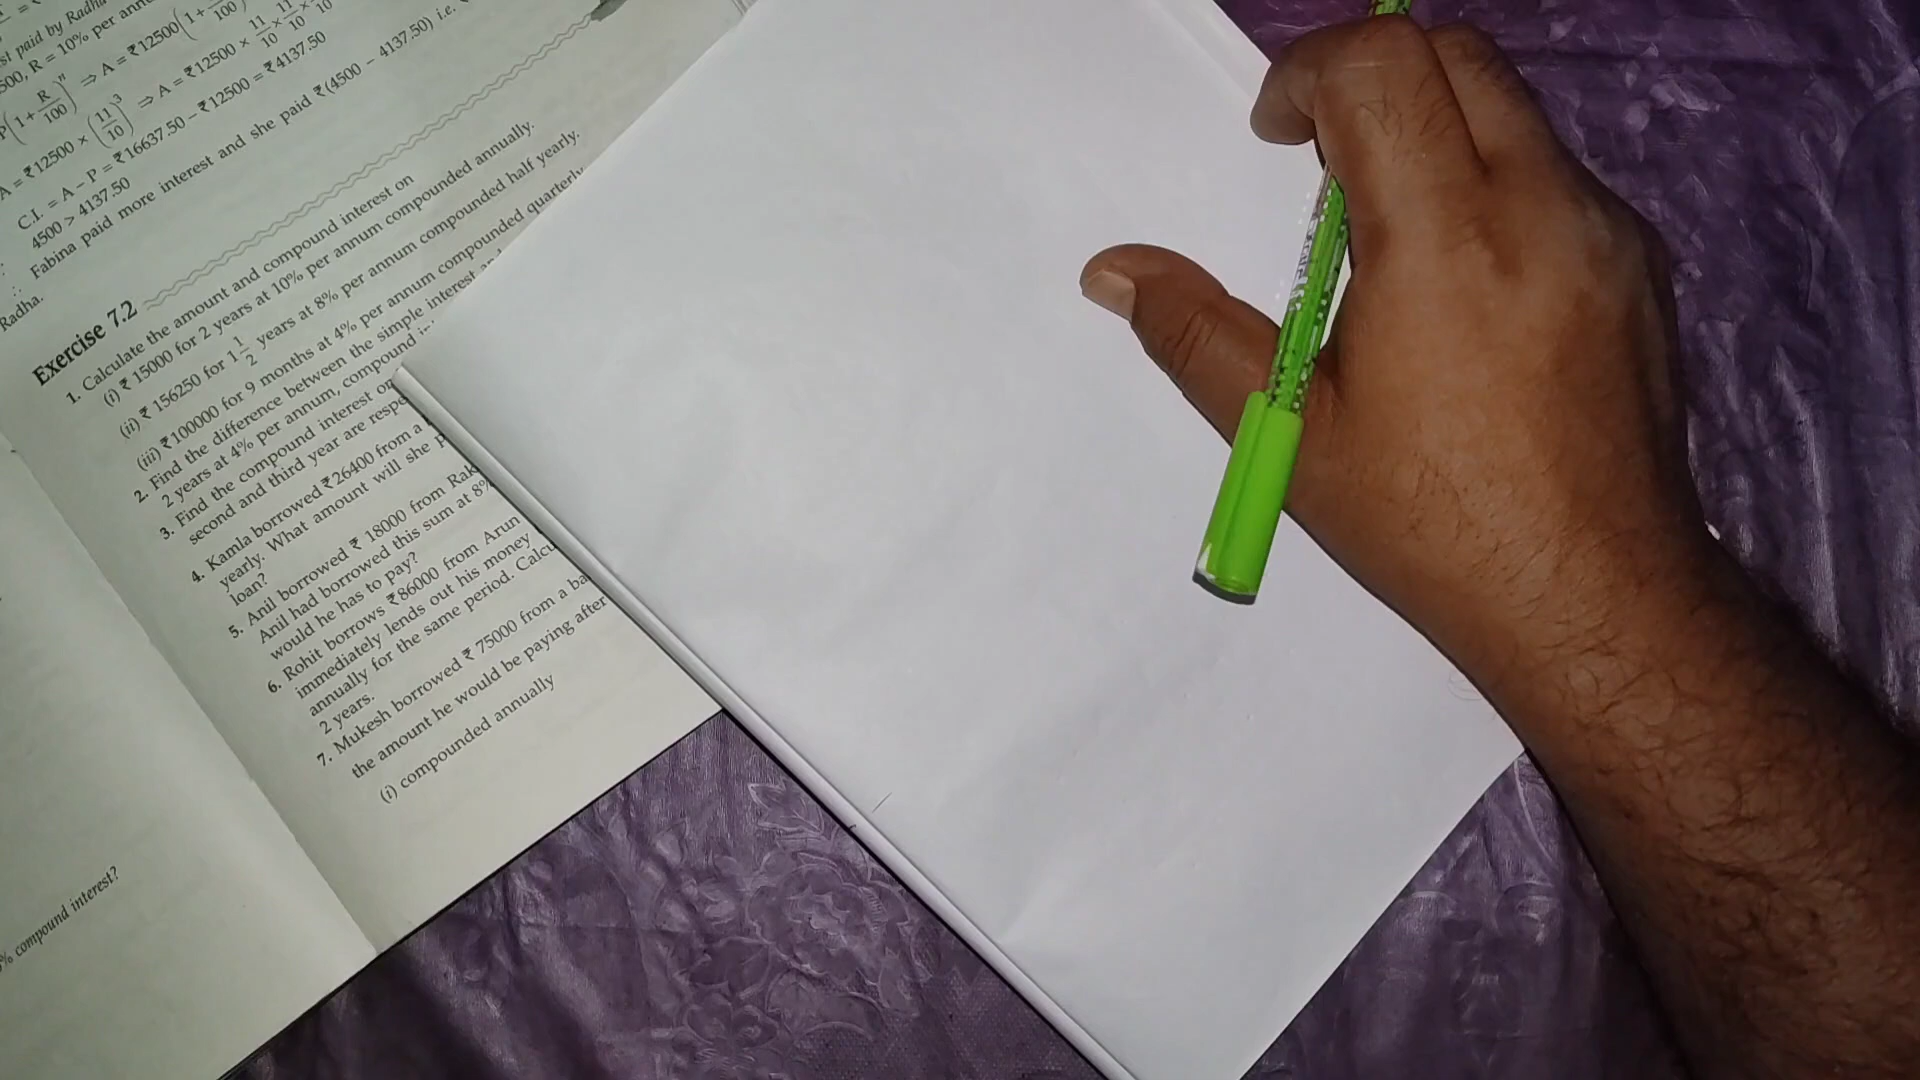 st paid by Radha
500, R = 10% per ann
P(1 + R/100)^n ⇒ A = ₹12500(1 +
A = ₹12500 × (11/10)^3 ⇒ A = ₹12500 × 11/10 × 11/10 ×
C.I. = A – P = ₹16637.50 – ₹12500 = ₹4137.50
∵ 4500 > 4137.50
∴ Fabina paid more interest and she paid ₹(4500 – 4137.50) i.e.
Radha.
Exercise 7.2
1. Calculate the amount and compound interest on
(i) ₹ 15000 for 2 years at 10% per annum compounded annually.
(ii) ₹ 156250 for 1 1/2 years at 8% per annum compounded half yearly.
(iii) ₹100000 for 9 months at 4% per annum compounded quarterly
2. Find the difference between the simple interest and
2 years at 4% per annum, compound
3. Find the compound interest on
second and third year are respe
4. Kamla borrowed ₹26400 from a
yearly. What amount will she p
loan?
5. Anil borrowed ₹ 18000 from Rak
Anil had borrowed this sum at 8%
would he has to pay?
6. Rohit borrows ₹86000 from Arun
immediately lends out his money
annually for the same period. Calcu
2 years.
7. Mukesh borrowed ₹ 75000 from a ba
the amount he would be paying after
(i) compounded annually
% compound interest?